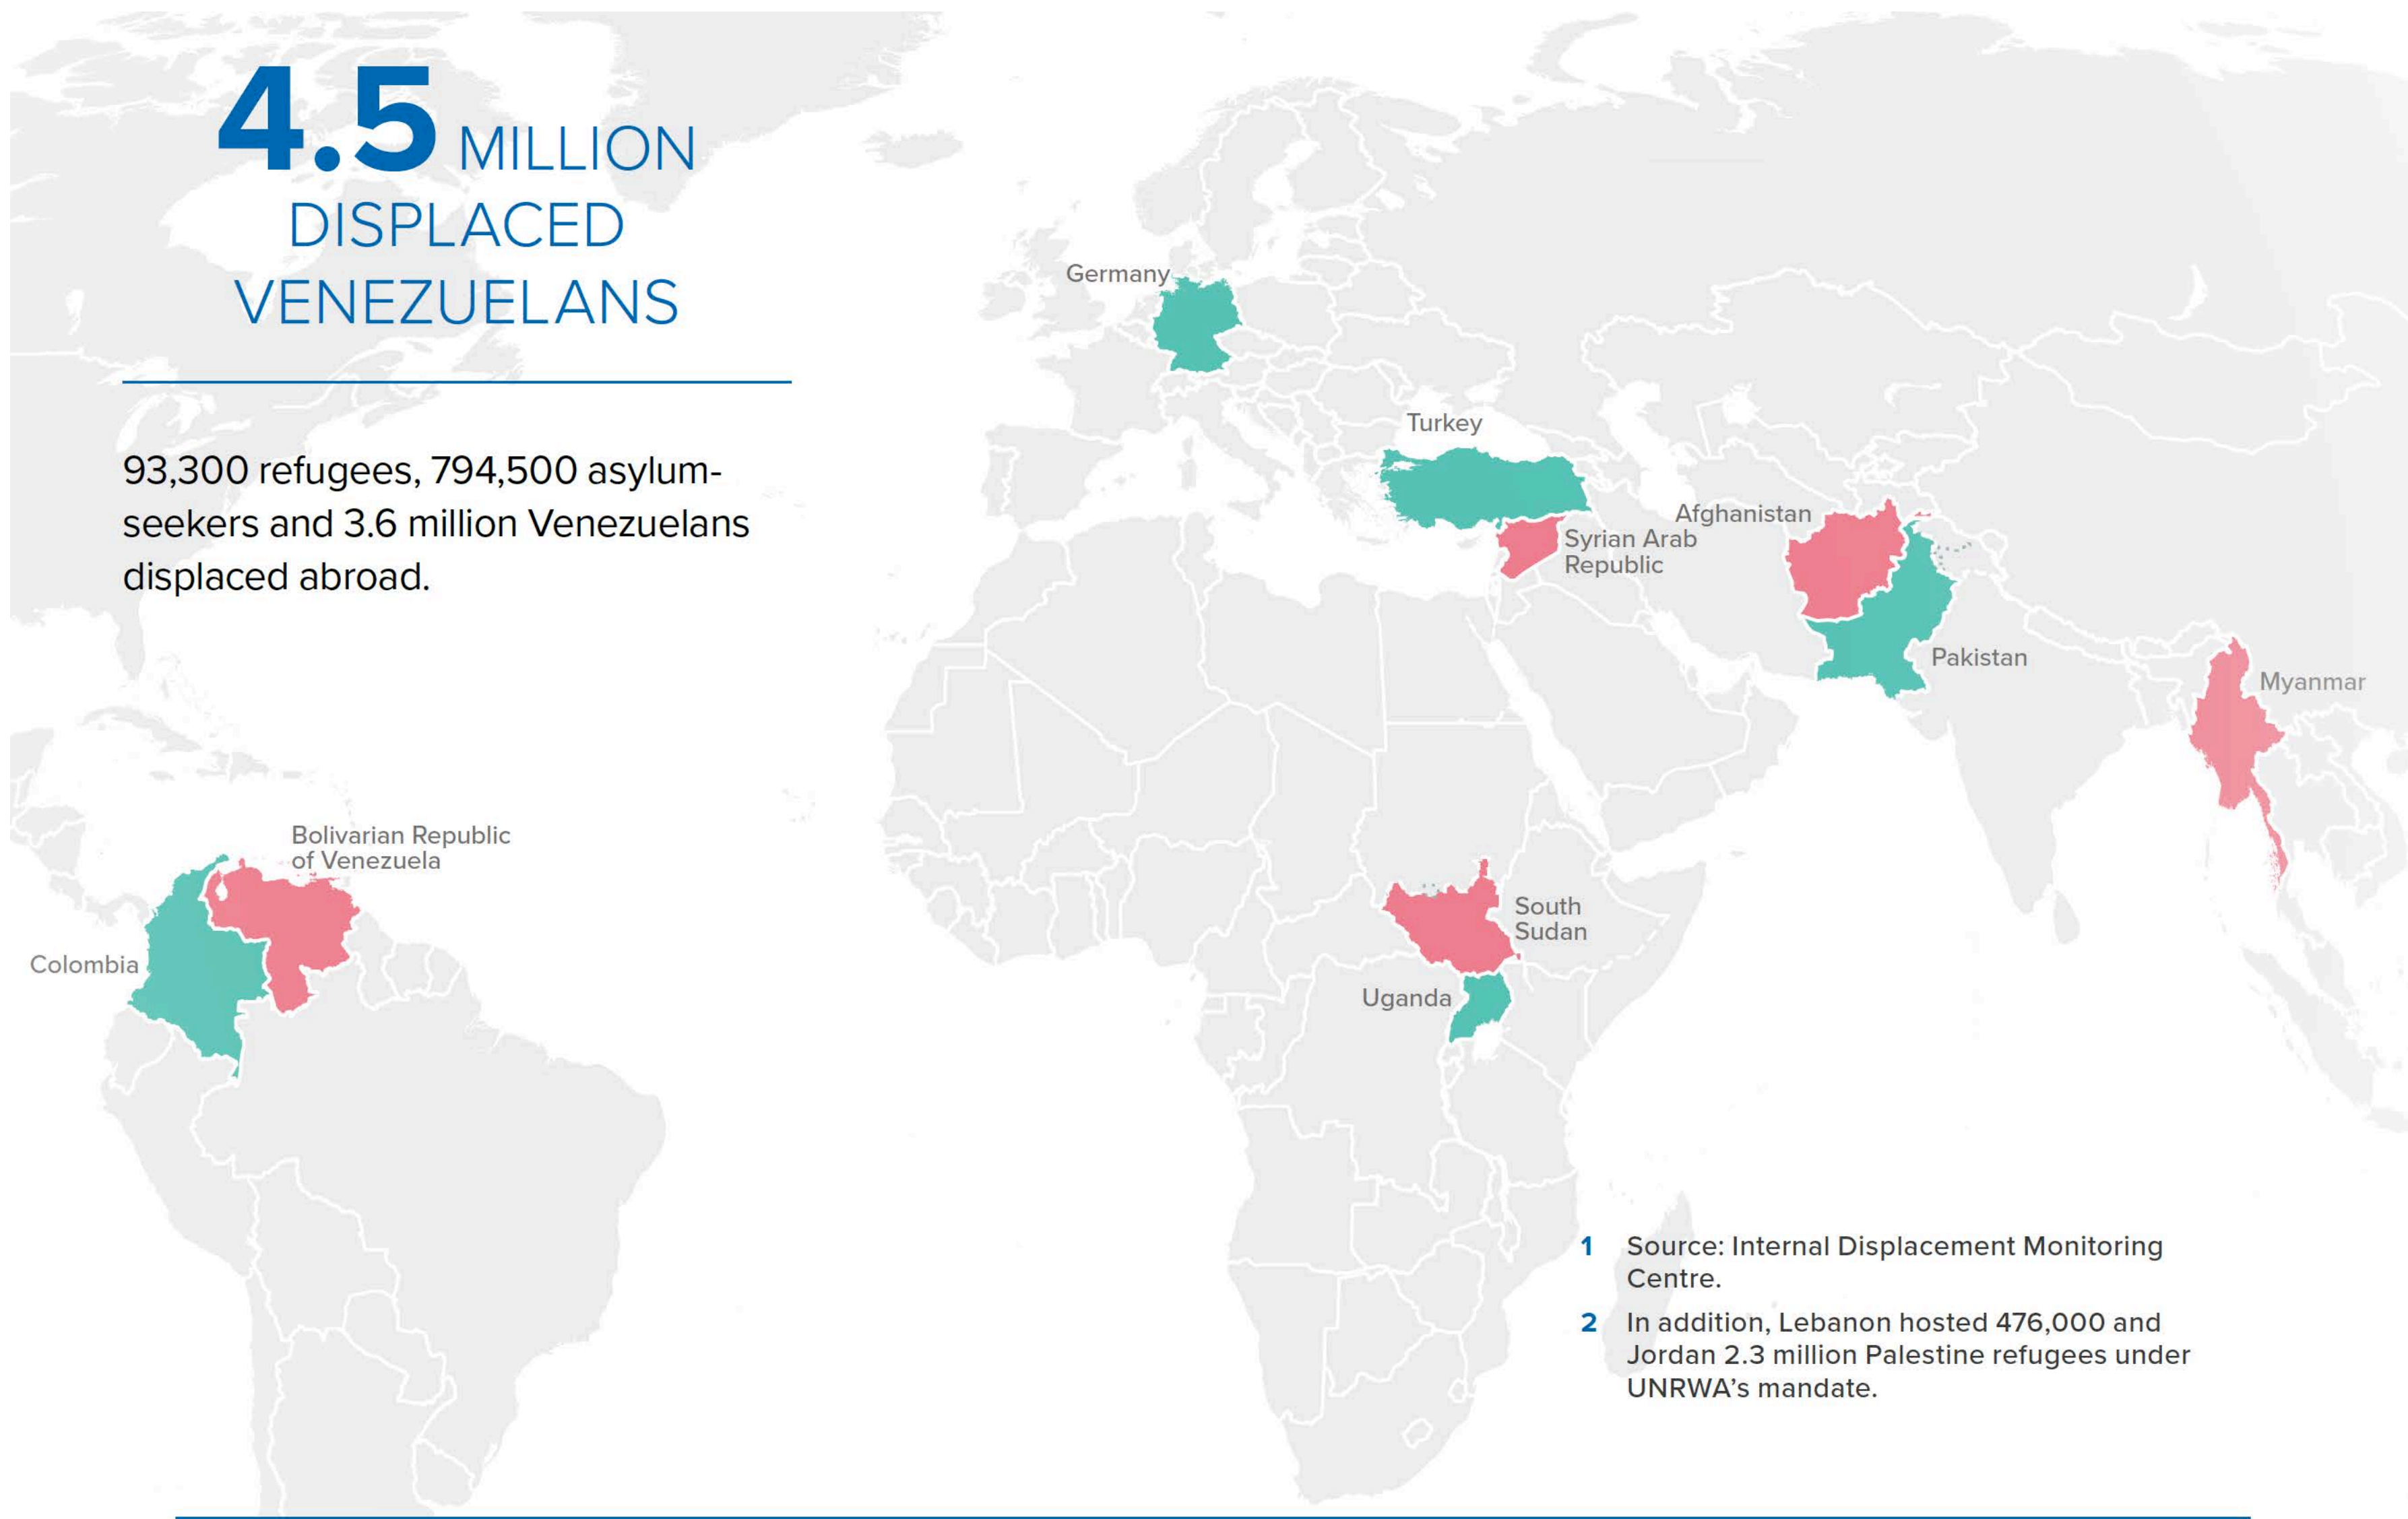 4.5 MILLION
DISPLACED
VENEZUELANS
93,300 refugees, 794,500 asylum-
seekers and 3.6 million Venezuelans
displaced abroad.
Germany
Turkey
Afghanistan
Syrian Arab
Republic
Pakistan
Myanmar
Bolivarian Republic
of Venezuela
Colombia
South
Sudan
Uganda
1 Source: Internal Displacement Monitoring
Centre.
2 In addition, Lebanon hosted 476,000 and
Jordan 2.3 million Palestine refugees under
UNRWA’s mandate.